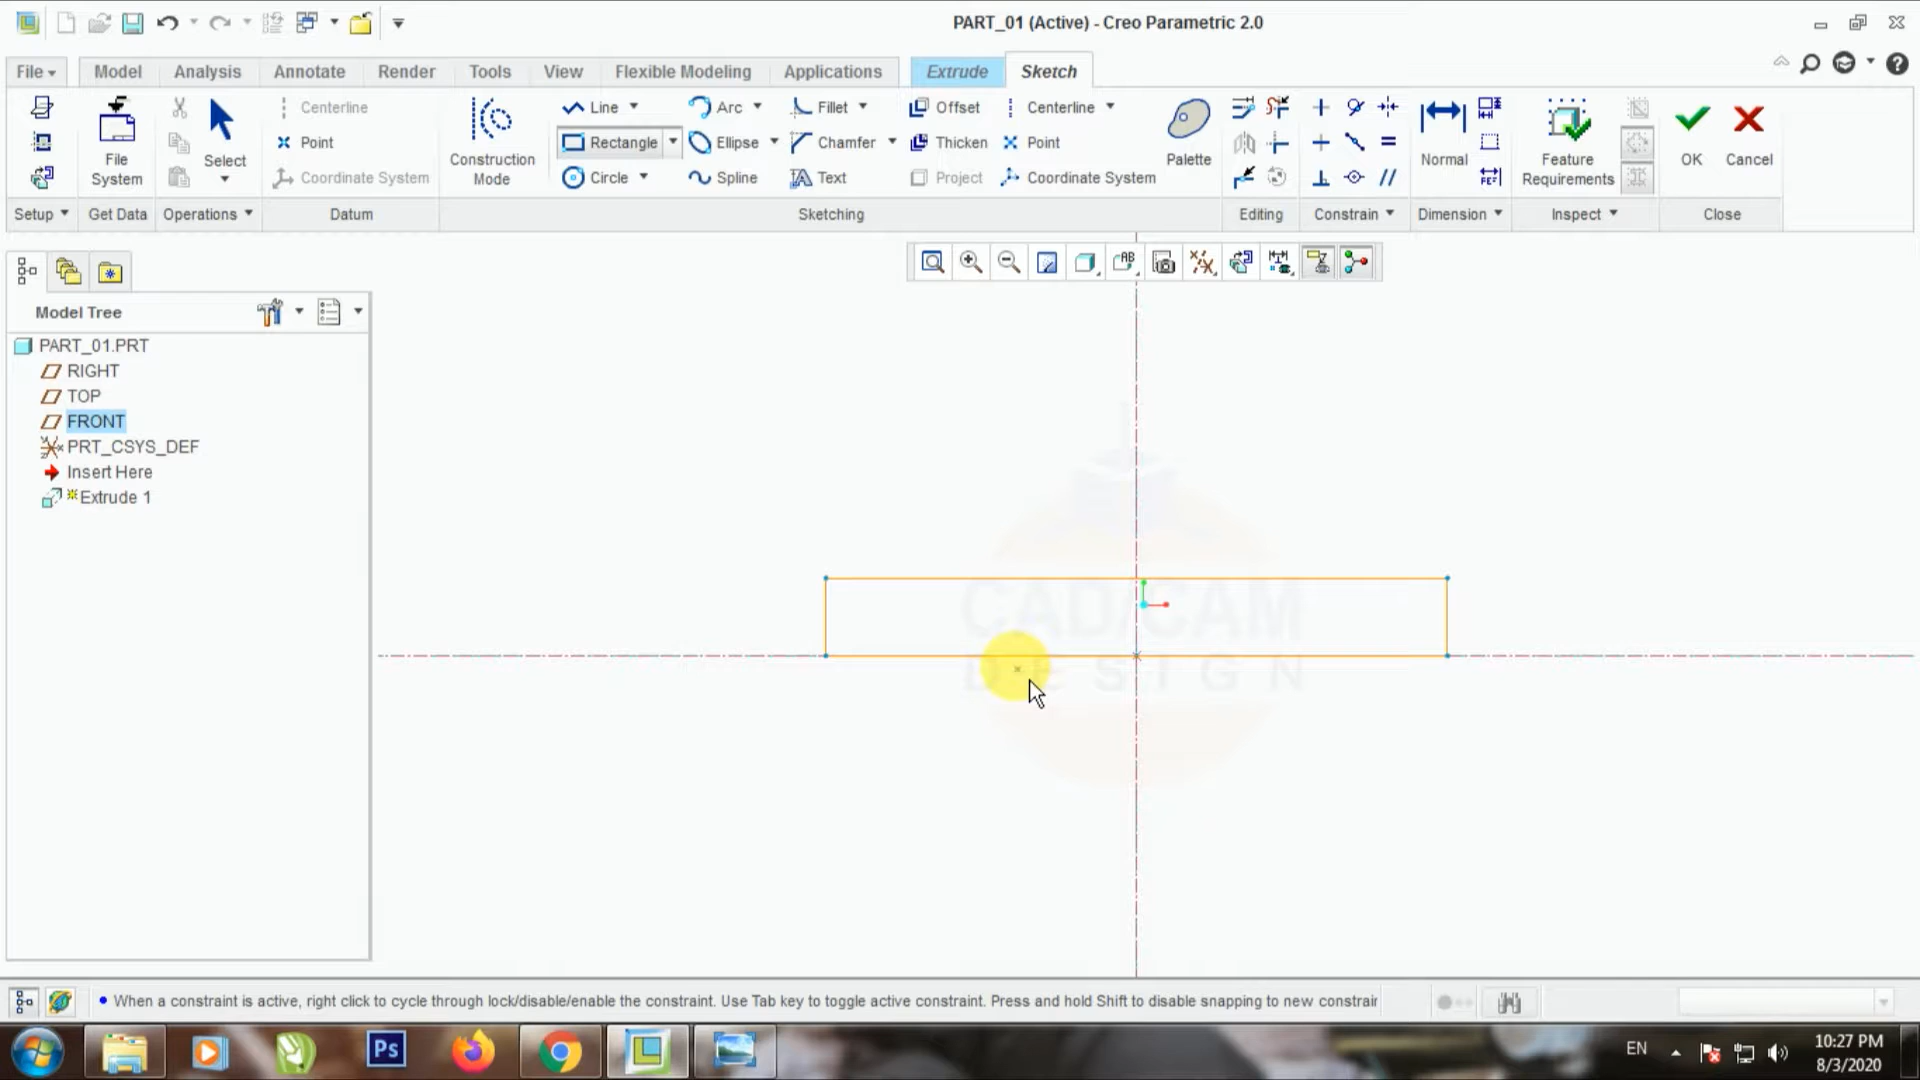 PART_01 (Active) - Creo Parametric 2.0
File Model Analysis Annotate Render Tools View Flexible Modeling Applications Extrude Sketch
Centerline Line Arc Fillet Offset Centerline
Point Rectangle Ellipse Chamfer Thicken Point
File System Select Construction Mode Palette Normal Feature Requirements OK Cancel
Coordinate System Circle Spline Text Project Coordinate System
Setup Get Data Operations Datum Sketching Editing Constrain Dimension Inspect Close
Model Tree
PART_01.PRT
RIGHT
TOP
FRONT
PRT_CSYS_DEF
Insert Here
Extrude 1
CAD/CAM
DeSIGN
When a constraint is active, right click to cycle through lock/disable/enable the constraint. Use Tab key to toggle active constraint. Press and hold Shift to disable snapping to new constrair
Ps
EN
10:27 PM
8/3/2020